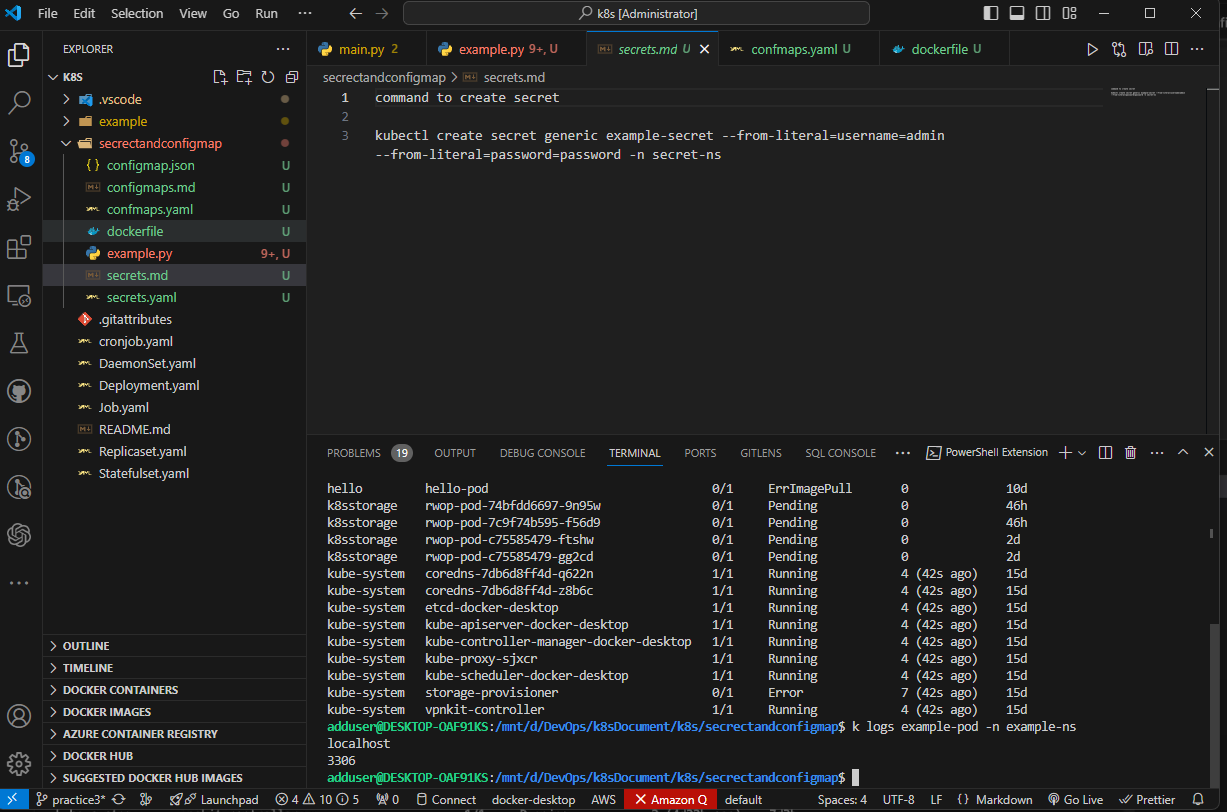 File Edit Selection View Go Run ··· k8s [Administrator]
EXPLORER ···
main.py 2 example.py 9+, U secrets.md U confmaps.yaml U dockerfile U
K8S
.vscode
example
secrectandconfigmap
configmap.json U
configmaps.md U
confmaps.yaml U
dockerfile U
example.py 9+, U
secrets.md U
secrets.yaml U
.gitattributes
cronjob.yaml
DaemonSet.yaml
Deployment.yaml
Job.yaml
README.md
Replicaset.yaml
Statefulset.yaml
OUTLINE
TIMELINE
DOCKER CONTAINERS
DOCKER IMAGES
AZURE CONTAINER REGISTRY
DOCKER HUB
SUGGESTED DOCKER HUB IMAGES
8
secrectandconfigmap > secrets.md
1 command to create secret
2
3 kubectl create secret generic example-secret --from-literal=username=admin
--from-literal=password=password -n secret-ns
PROBLEMS 19 OUTPUT DEBUG CONSOLE TERMINAL PORTS GITLENS SQL CONSOLE ··· PowerShell Extension
hello hello-pod 0/1 ErrImagePull 0 10d
k8sstorage rwop-pod-74bfdd6697-9n95w 0/1 Pending 0 46h
k8sstorage rwop-pod-7c9f74b595-f56d9 0/1 Pending 0 46h
k8sstorage rwop-pod-c75585479-ftshw 0/1 Pending 0 2d
k8sstorage rwop-pod-c75585479-gg2cd 0/1 Pending 0 2d
kube-system coredns-7db6d8ff4d-q622n 1/1 Running 4 (42s ago) 15d
kube-system coredns-7db6d8ff4d-z8b6c 1/1 Running 4 (42s ago) 15d
kube-system etcd-docker-desktop 1/1 Running 4 (42s ago) 15d
kube-system kube-apiserver-docker-desktop 1/1 Running 4 (42s ago) 15d
kube-system kube-controller-manager-docker-desktop 1/1 Running 4 (42s ago) 15d
kube-system kube-proxy-sjxcr 1/1 Running 4 (42s ago) 15d
kube-system kube-scheduler-docker-desktop 1/1 Running 4 (42s ago) 15d
kube-system storage-provisioner 0/1 Error 7 (42s ago) 15d
kube-system vpnkit-controller 1/1 Running 4 (42s ago) 15d
adduser@DESKTOP-OAF91KS:/mnt/d/DevOps/k8sDocument/k8s/secrectandconfigmap$ k logs example-pod -n example-ns
localhost
3306
adduser@DESKTOP-OAF91KS:/mnt/d/DevOps/k8sDocument/k8s/secrectandconfigmap$
practice3* Launchpad 4 10 5 0 Connect docker-desktop AWS Amazon Q default Spaces: 4 UTF-8 LF {} Markdown Go Live Prettier